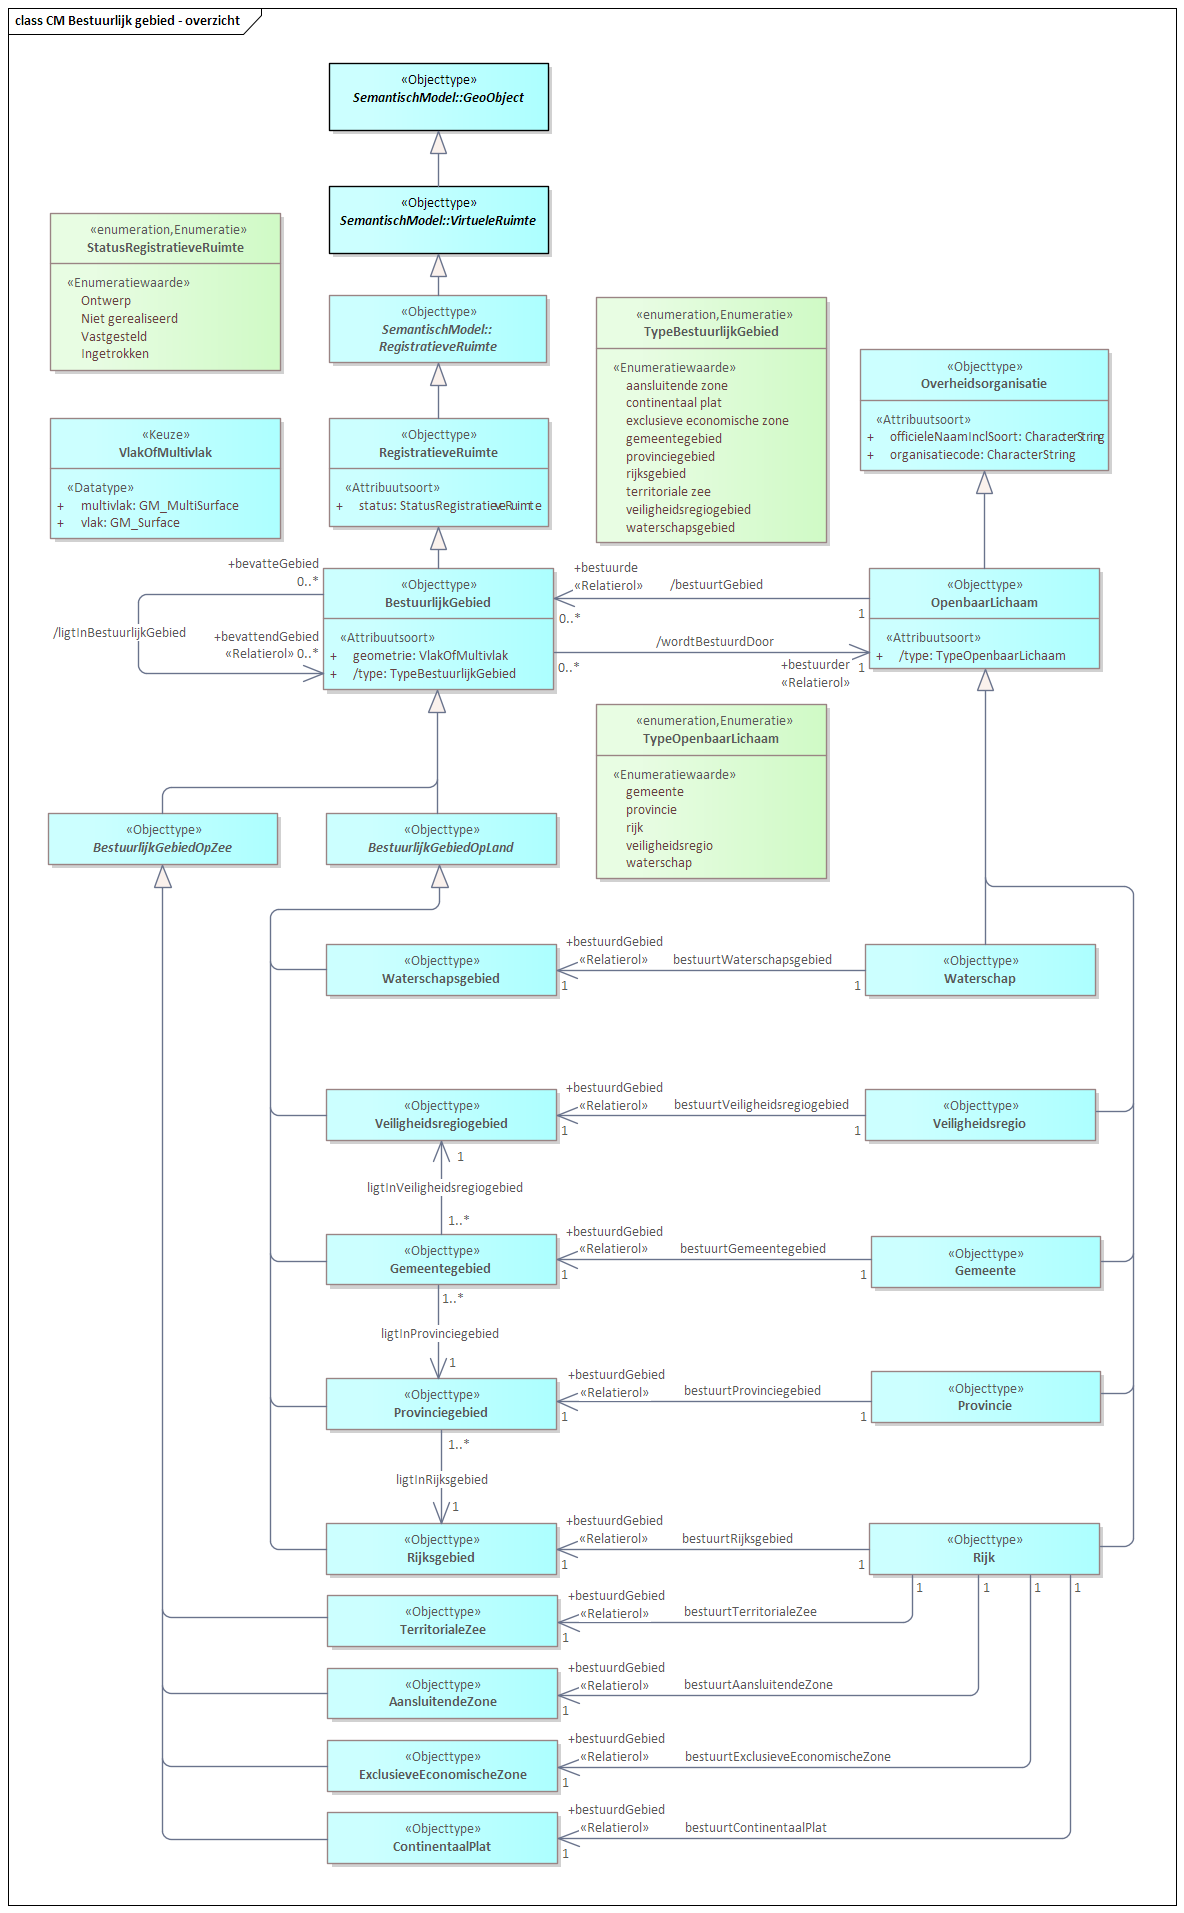 class CM Bestuurlijk gebied - overzicht
«Objecttype»
SemantischModel::GeoObject
«Objecttype»
SemantischModel::VirtueleRuimte
«enumeration,Enumeratie»
StatusRegistratieveRuimte
«Enumeratiewaarde»
Ontwerp
Niet gerealiseerd
Vastgesteld
Ingetrokken
«Objecttype»
SemantischModel::
RegistratieveRuimte
«enumeration,Enumeratie»
TypeBestuurlijkGebied
«Enumeratiewaarde»
aansluitende zone
continentaal plat
exclusieve economische zone
gemeentegebied
provinciegebied
rijksgebied
territoriale zee
veiligheidsregiogebied
waterschapsgebied
«Objecttype»
Overheidsorganisatie
«Attribuutsoort»
+ officieleNaamInclSoort: CharacterString
+ organisatiecode: CharacterString
«Keuze»
VlakOfMultivlak
«Datatype»
+ multivlak: GM_MultiSurface
+ vlak: GM_Surface
«Objecttype»
RegistratieveRuimte
«Attribuutsoort»
+ status: StatusRegistratieveRuimte
+bevatteGebied
0..*
/ligtInBestuurlijkGebied
+bevattendGebied
«Relatierol» 0..*
«Objecttype»
BestuurlijkGebied
«Attribuutsoort»
+ geometrie: VlakOfMultivlak
+ /type: TypeBestuurlijkGebied
+bestuurde
«Relatierol»
/bestuurtGebied
0..*
1
/wordtBestuurdDoor
0..*
+bestuurder
«Relatierol»
1
«Objecttype»
OpenbaarLichaam
«Attribuutsoort»
+ /type: TypeOpenbaarLichaam
«enumeration,Enumeratie»
TypeOpenbaarLichaam
«Enumeratiewaarde»
gemeente
provincie
rijk
veiligheidsregio
waterschap
«Objecttype»
BestuurlijkGebiedOpZee
«Objecttype»
BestuurlijkGebiedOpLand
«Objecttype»
Waterschapsgebied
+bestuurdGebied
«Relatierol»
bestuurtWaterschapsgebied
1
1
«Objecttype»
Waterschap
«Objecttype»
Veiligheidsregiogebied
+bestuurdGebied
«Relatierol»
bestuurtVeiligheidsregiogebied
1
1
«Objecttype»
Veiligheidsregio
1
ligtInVeiligheidsregiogebied
1..*
«Objecttype»
Gemeentegebied
+bestuurdGebied
«Relatierol»
bestuurtGemeentegebied
1
1
«Objecttype»
Gemeente
1..*
ligtInProvinciegebied
1
«Objecttype»
Provinciegebied
+bestuurdGebied
«Relatierol»
bestuurtProvinciegebied
1
1
«Objecttype»
Provincie
1..*
ligtInRijksgebied
1
«Objecttype»
Rijksgebied
+bestuurdGebied
«Relatierol»
bestuurtRijksgebied
1
1
«Objecttype»
Rijk
1
1
1
1
«Objecttype»
TerritorialeZee
+bestuurdGebied
«Relatierol»
bestuurtTerritorialeZee
1
«Objecttype»
AansluitendeZone
+bestuurdGebied
«Relatierol»
bestuurtAansluitendeZone
1
«Objecttype»
ExclusieveEconomischeZone
+bestuurdGebied
«Relatierol»
bestuurtExclusieveEconomischeZone
1
«Objecttype»
ContinentaalPlat
+bestuurdGebied
«Relatierol»
bestuurtContinentaalPlat
1